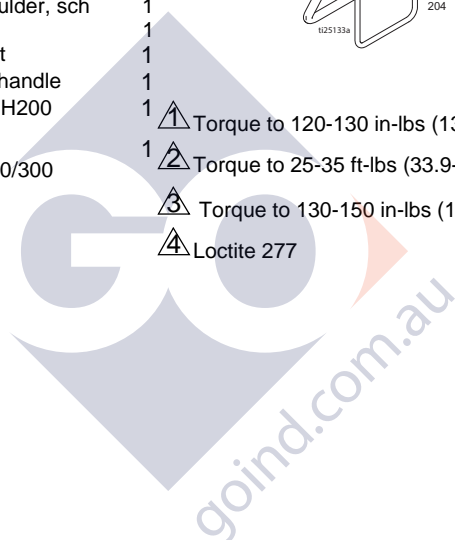 ulder, sch 1
1
t 1
handle 1
H200 1
0/300 1
204
ti25133a
1 Torque to 120-130 in-lbs (13
2 Torque to 25-35 ft-lbs (33.9-
3 Torque to 130-150 in-lbs (1
4 Loctite 277
GO
goind.com.au